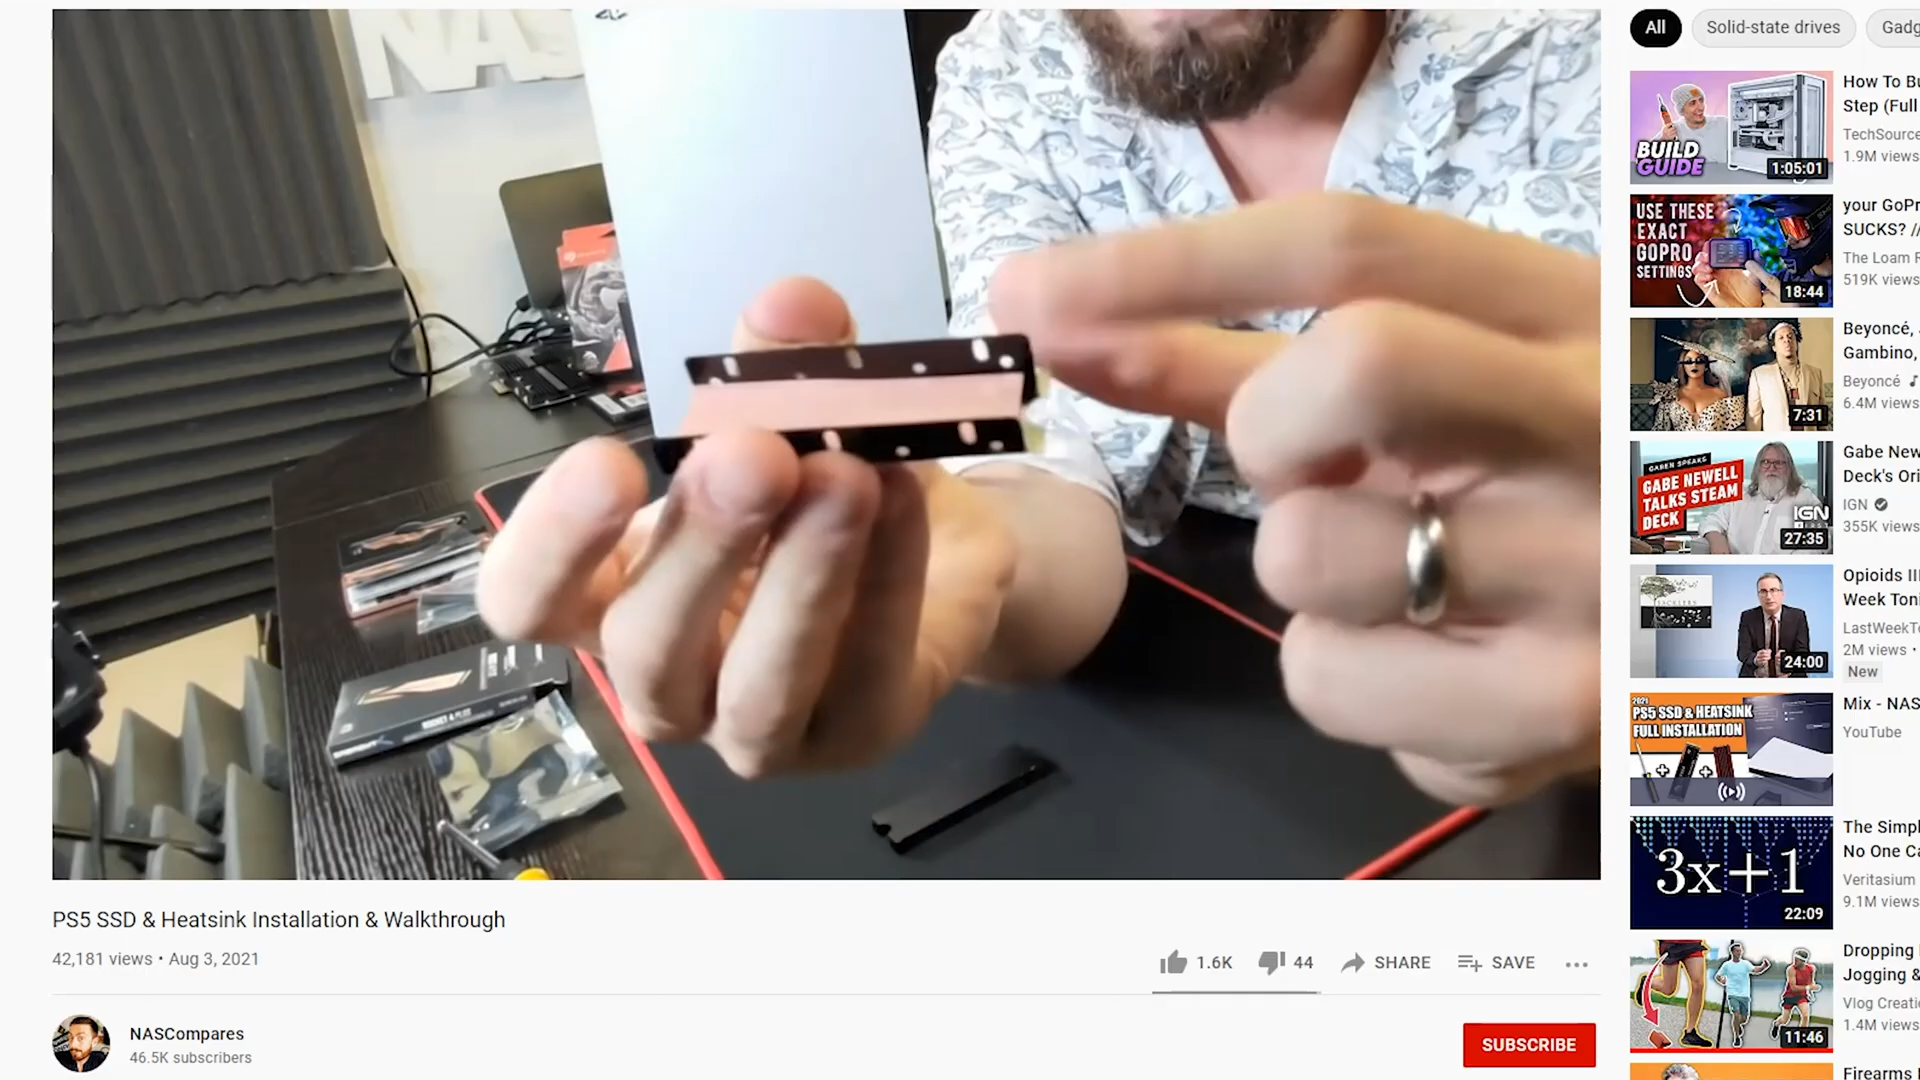 NAS
All
Solid-state drives
Gadg
BUILD
GUIDE
1:05:01
How To Bu
Step (Full
TechSource
1.9M views
USE THESE
EXACT
GOPRO
SETTINGS
18:44
your GoPr
SUCKS? //
The Loam R
519K views
7:31
Beyoncé, J
Gambino,
Beyoncé
6.4M views
GABEN SPEAKS
GABE NEWELL
TALKS STEAM
DECK
IGN
27:35
Gabe New
Deck's Ori
IGN
355K views
24:00
Opioids III
Week Toni
LastWeekTo
2M views •
New
2021
PS5 SSD & HEATSINK
FULL INSTALLATION
Mix - NAS
YouTube
3x+1
22:09
The Simpl
No One Ca
Veritasium
9.1M views
11:46
Dropping
Jogging &
Vlog Creati
1.4M views
Firearms
PS5 SSD & Heatsink Installation & Walkthrough
42,181 views • Aug 3, 2021
1.6K
44
SHARE
SAVE
NASCompares
46.5K subscribers
SUBSCRIBE